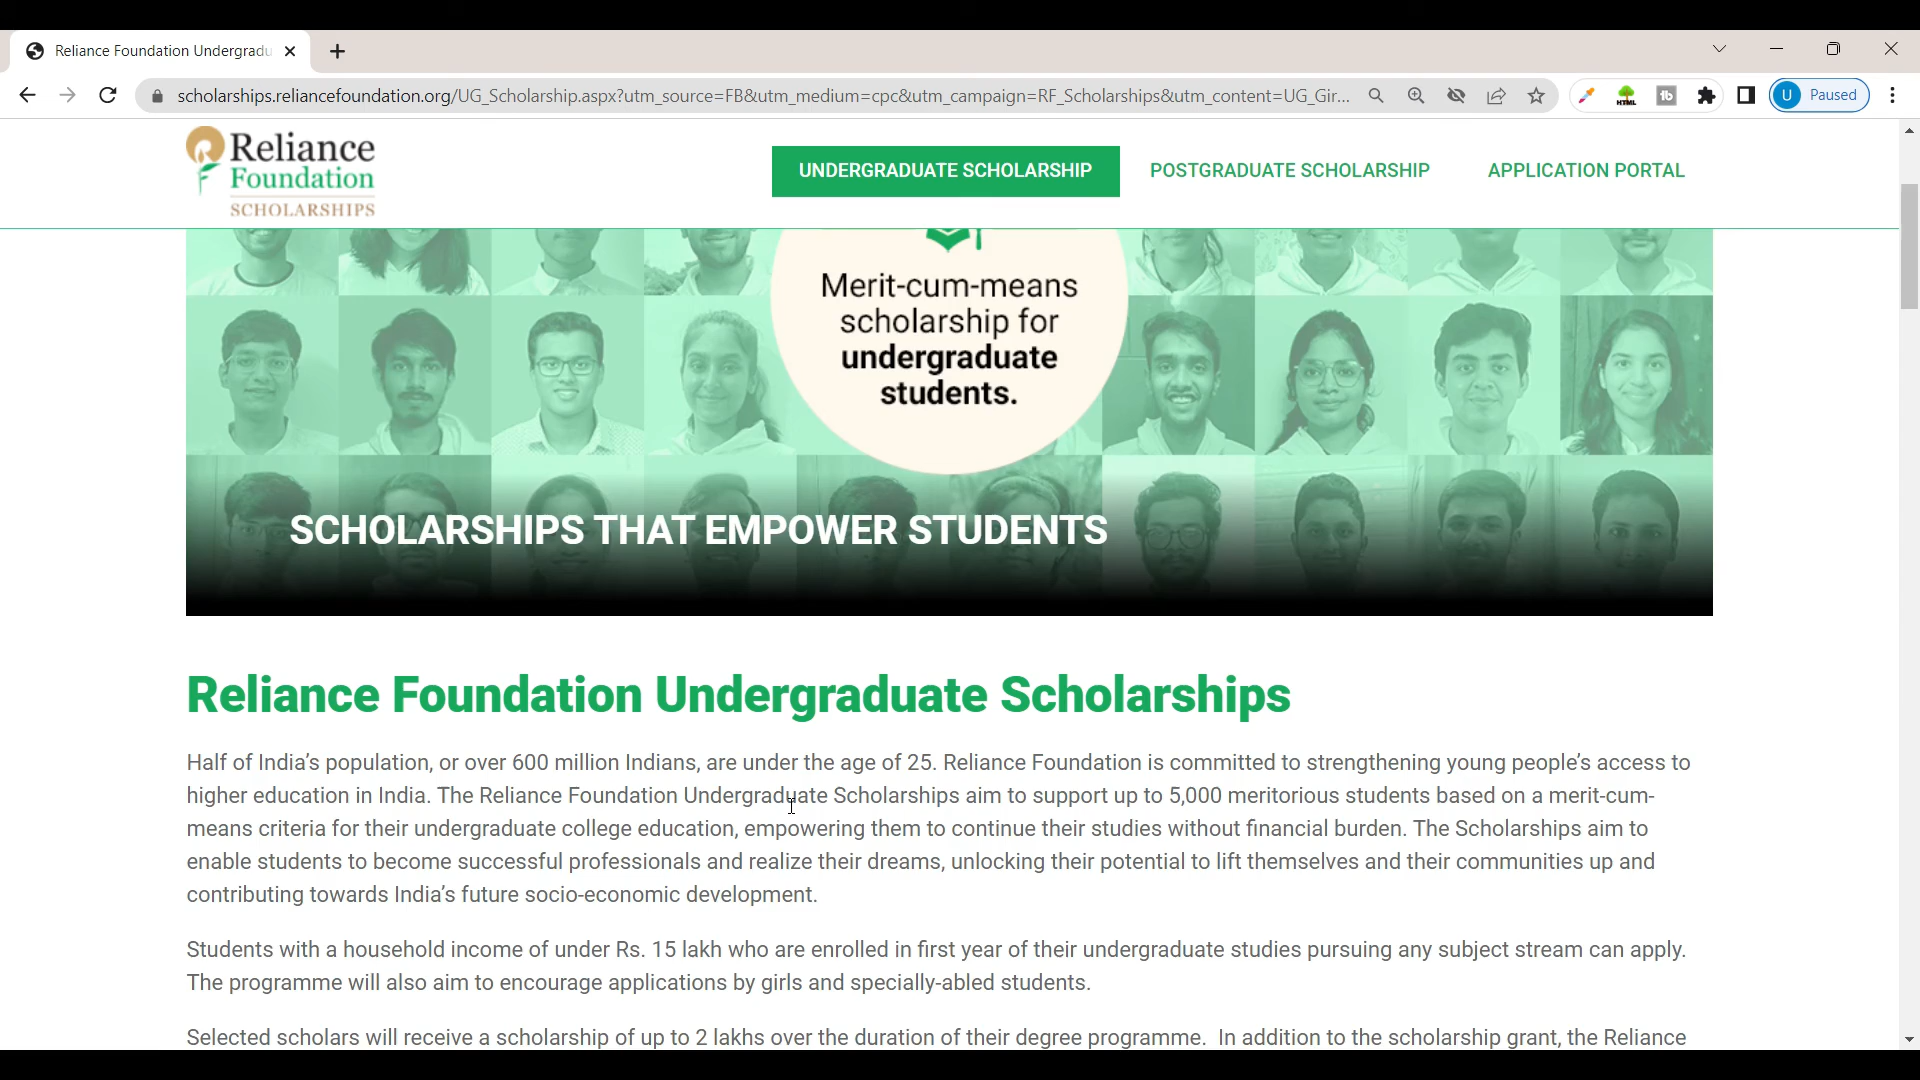 Reliance Foundation Undergradu
scholarships.reliancefoundation.org/UG_Scholarship.aspx?utm_source=FB&utm_medium=cpc&utm_campaign=RF_Scholarships&utm_content=UG_Gir...
HTML
tb
U Paused
Reliance
Foundation
SCHOLARSHIPS
UNDERGRADUATE SCHOLARSHIP POSTGRADUATE SCHOLARSHIP APPLICATION PORTAL
Merit-cum-means
scholarship for
undergraduate
students.
SCHOLARSHIPS THAT EMPOWER STUDENTS
Reliance Foundation Undergraduate Scholarships
Half of India’s population, or over 600 million Indians, are under the age of 25. Reliance Foundation is committed to strengthening young people’s access to
higher education in India. The Reliance Foundation Undergraduate Scholarships aim to support up to 5,000 meritorious students based on a merit-cum-
means criteria for their undergraduate college education, empowering them to continue their studies without financial burden. The Scholarships aim to
enable students to become successful professionals and realize their dreams, unlocking their potential to lift themselves and their communities up and
contributing towards India’s future socio-economic development.
Students with a household income of under Rs. 15 lakh who are enrolled in first year of their undergraduate studies pursuing any subject stream can apply.
The programme will also aim to encourage applications by girls and specially-abled students.
Selected scholars will receive a scholarship of up to 2 lakhs over the duration of their degree programme. In addition to the scholarship grant, the Reliance